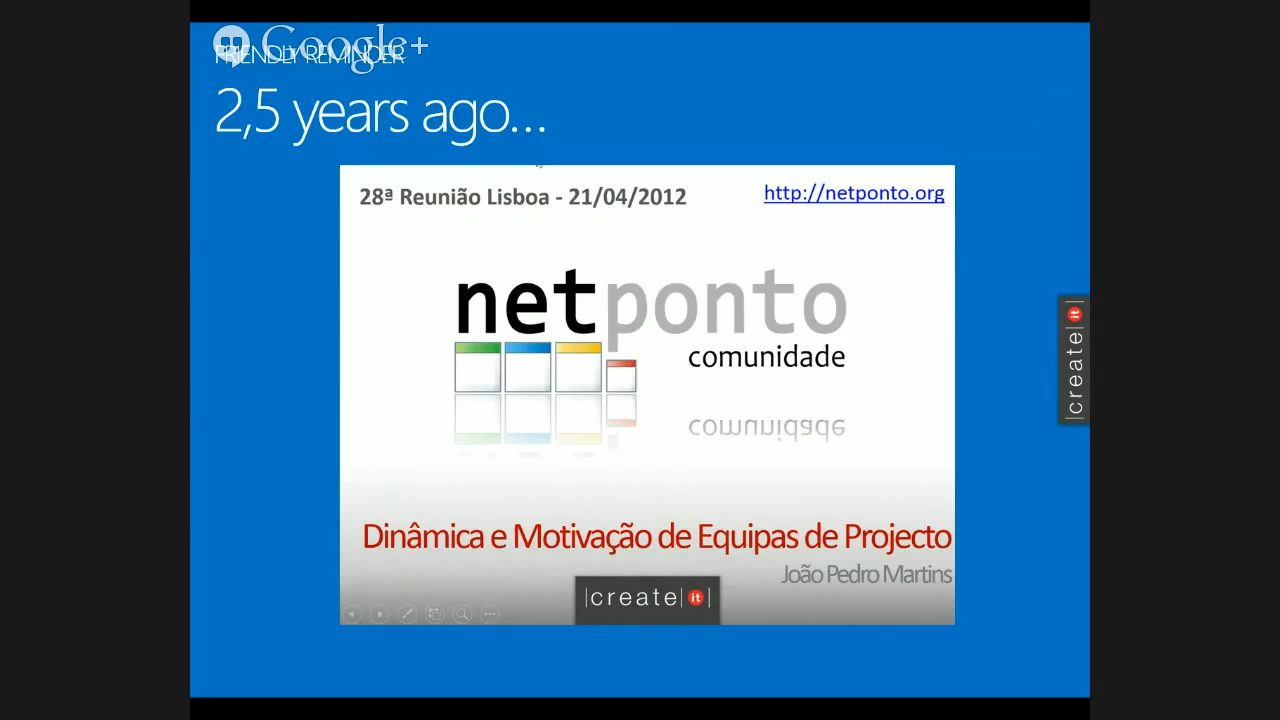 Google+
FRIENDLY REMINDER
2,5 years ago...
28ª Reunião Lisboa - 21/04/2012
http://netponto.org
netponto
comunidade
comunidade
Dinâmica e Motivação de Equipas de Projecto
João Pedro Martins
|create|it|
|create|it|